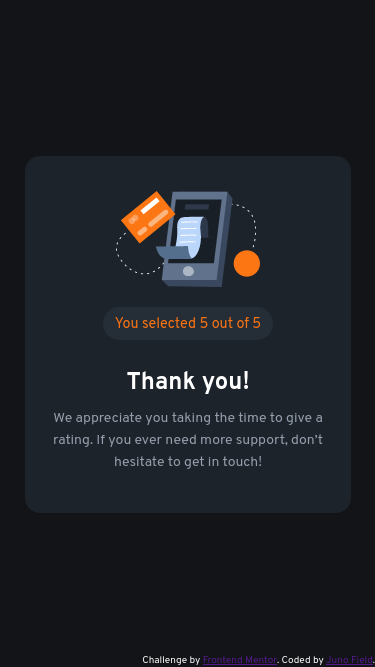 You selected 5 out of 5
Thank you!
We appreciate you taking the time to give a
rating. If you ever need more support, don't
hesitate to get in touch!
Challenge by Frontend Mentor. Coded by Juno Field.